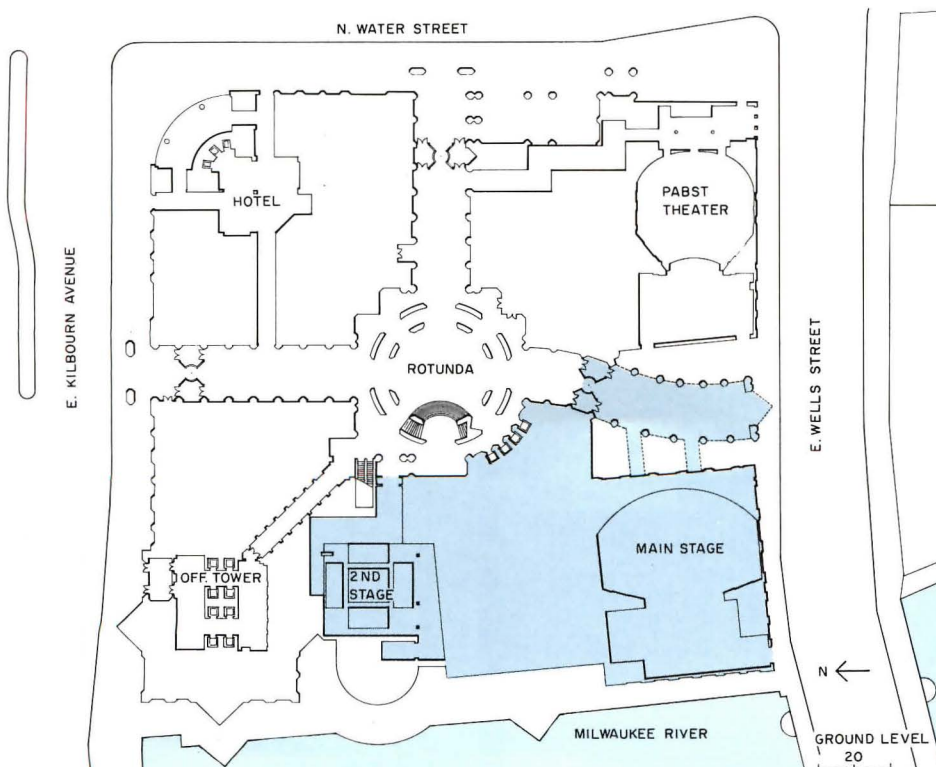 N. WATER STREET
HOTEL
PABST
THEATER
E. KILBOURN AVENUE
ROTUNDA
E. WELLS STREET
OFF. TOWER
2ND
STAGE
MAIN STAGE
N
MILWAUKEE RIVER
GROUND LEVEL
20